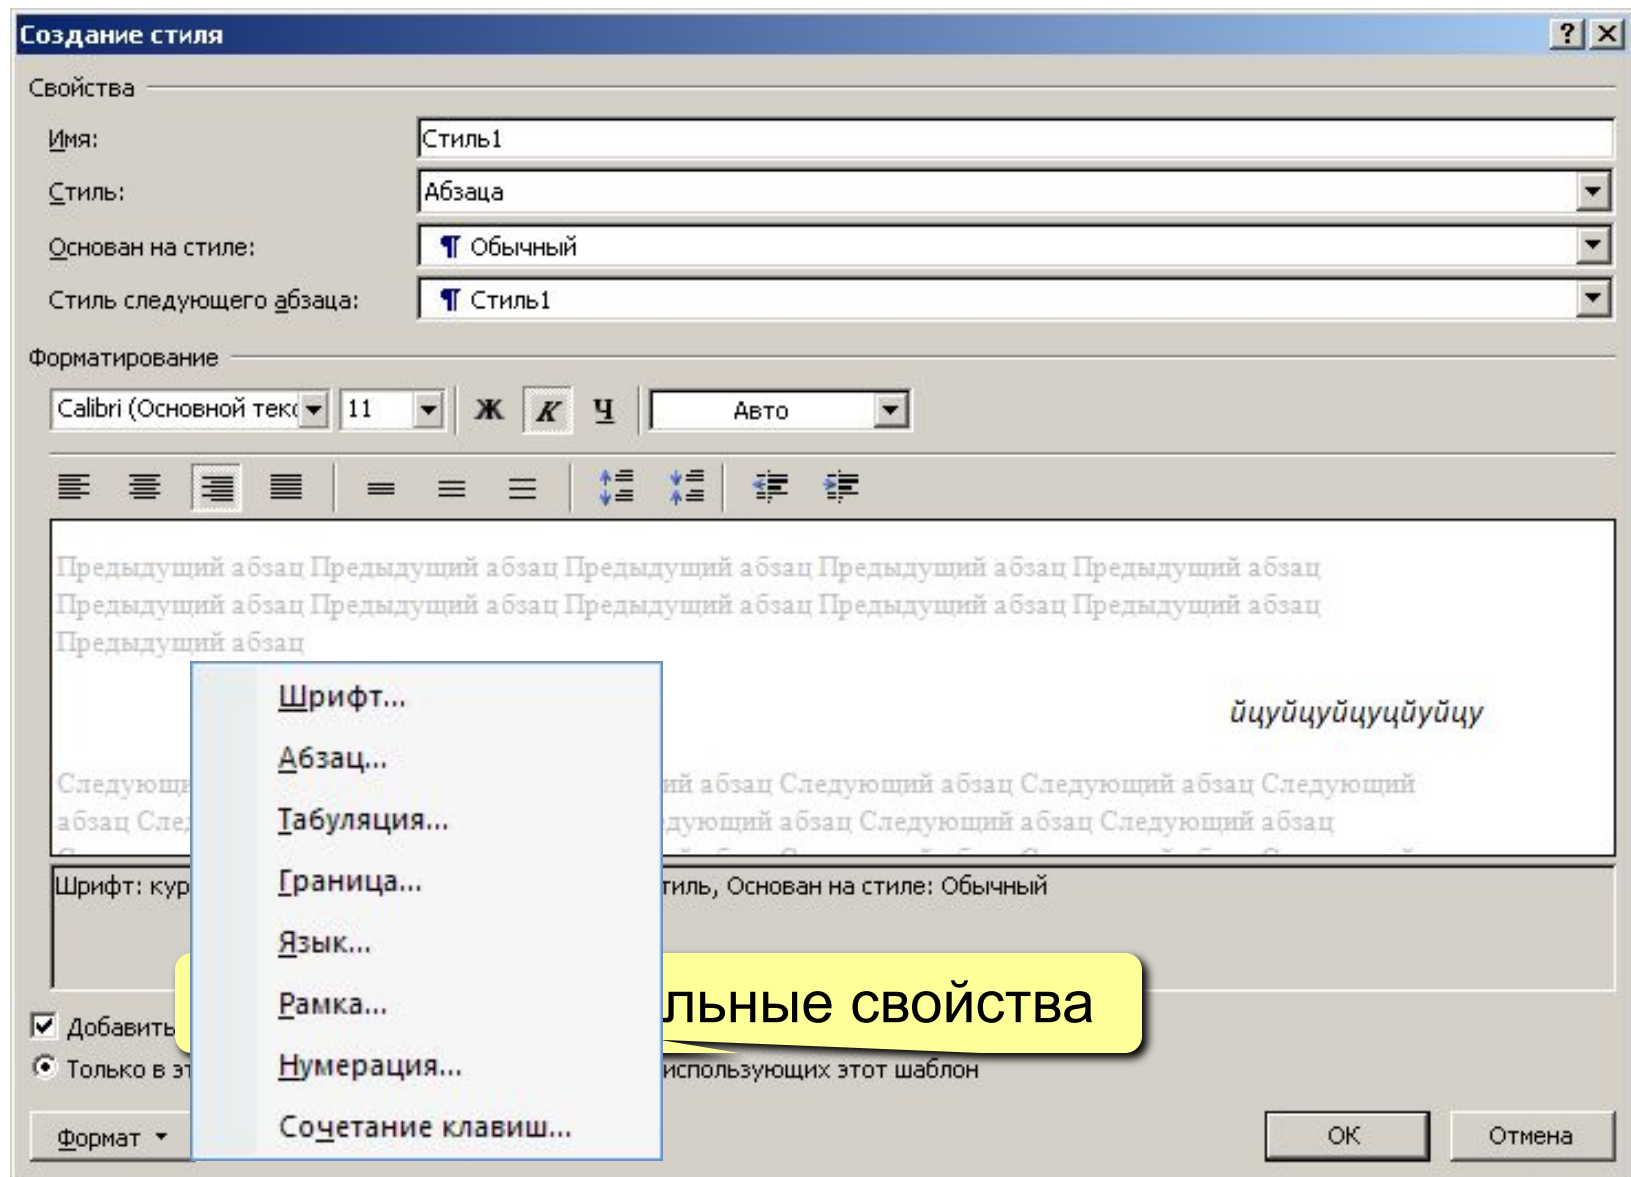 Создание стиля
Свойства
Имя: Стиль1
Стиль: Абзаца
Основан на стиле: ¶ Обычный
Стиль следующего абзаца: ¶ Стиль1
Форматирование
Calibri (Основной текс 11 Ж К Ч Авто
Предыдущий абзац Предыдущий абзац Предыдущий абзац Предыдущий абзац Предыдущий абзац
Предыдущий абзац Предыдущий абзац Предыдущий абзац Предыдущий абзац Предыдущий абзац
Предыдущий абзац
йцуйцуйцуцйуйцу
Следующи ий абзац Следующий абзац Следующий абзац Следующий
абзац Сле дующий абзац Следующий абзац Следующий абзац
Шрифт: кур тиль, Основан на стиле: Обычный
льные свойства
Добавить
Только в эт использующих этот шаблон
Формат
Шрифт...
Абзац...
Табуляция...
Граница...
Язык...
Рамка...
Нумерация...
Сочетание клавиш...
ОК Отмена